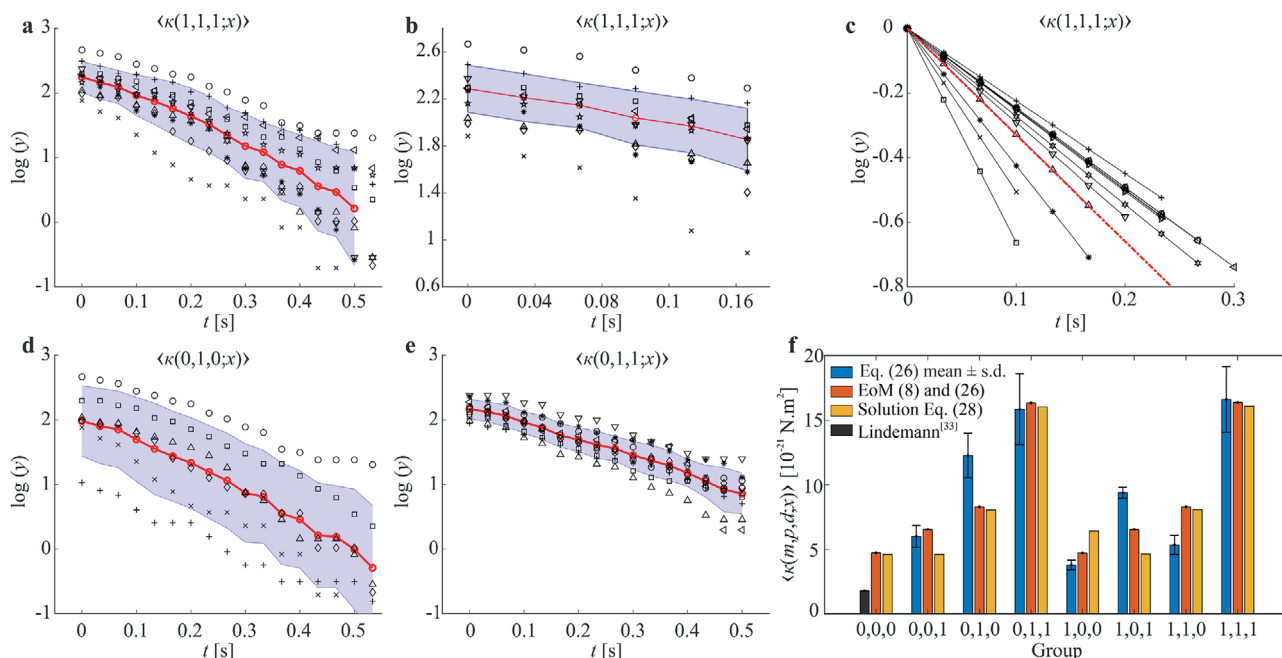 a
⟨κ(1,1,1;x)⟩
log (y)
3
2
1
0
-1
0
0.1
0.2
0.3
0.4
0.5
t [s]
b
⟨κ(1,1,1;x)⟩
log (y)
2.6
2.2
1.8
1.4
1
0.6
0
0.04
0.08
0.1
0.16
t [s]
c
⟨κ(1,1,1;x)⟩
0
-0.2
-0.4
-0.6
-0.8
0
0.1
0.2
0.3
t [s]
d
⟨κ(0,1,0;x)⟩
log (y)
3
2
1
0
-1
0
0.1
0.2
0.3
0.4
0.5
t [s]
e
⟨κ(0,1,1;x)⟩
log (y)
3
2
1
0
-1
0
0.1
0.2
0.3
0.4
0.5
t [s]
f
⟨κ(m,p,d;x)⟩ [10⁻²¹ N.m²]
20
15
10
5
0
Eq. (26) mean ± s.d.
EoM (8) and (26)
Solution Eq. (28)
Lindemann[33]
0,0,0 0,0,1 0,1,0 0,1,1 1,0,0 1,0,1 1,1,0 1,1,1
Group